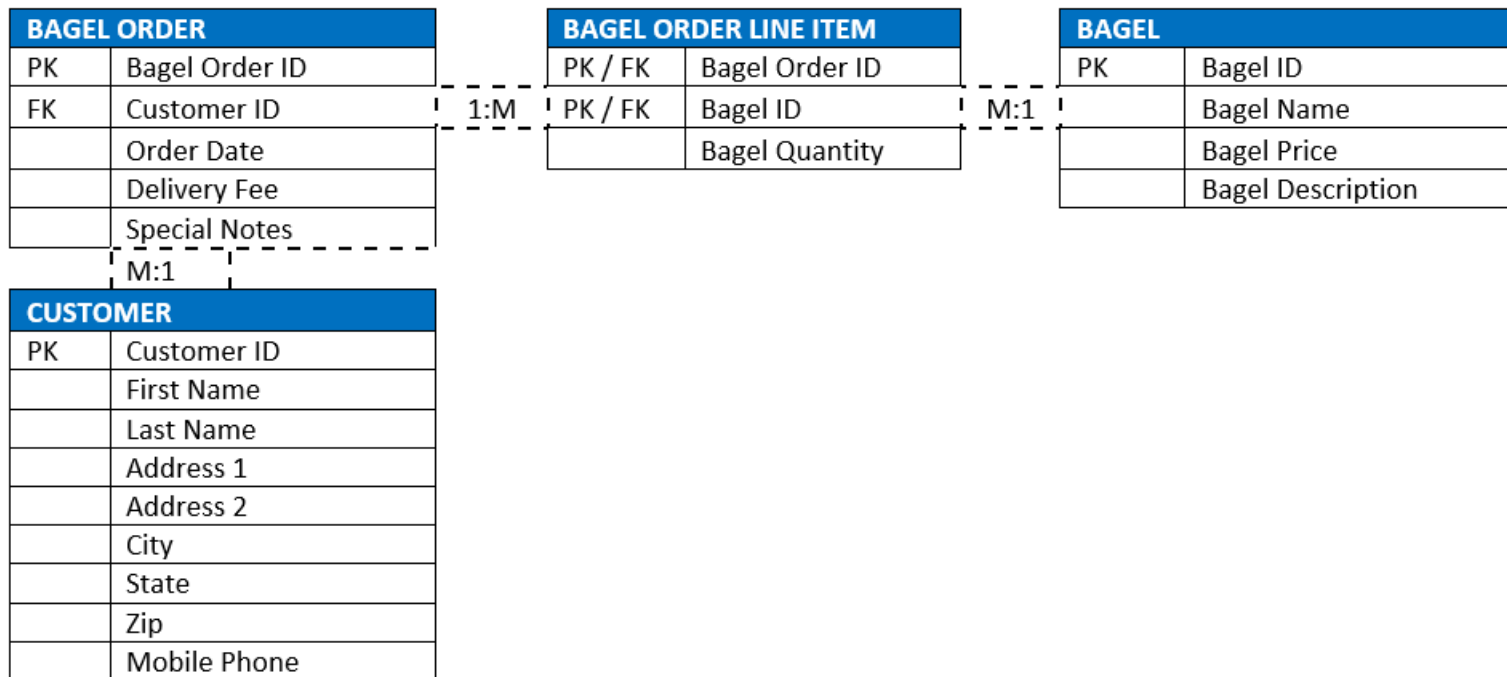 BAGEL ORDER
PK Bagel Order ID
FK Customer ID
Order Date
Delivery Fee
Special Notes
1:M
BAGEL ORDER LINE ITEM
PK / FK Bagel Order ID
PK / FK Bagel ID
Bagel Quantity
M:1
BAGEL
PK Bagel ID
Bagel Name
Bagel Price
Bagel Description
M:1
CUSTOMER
PK Customer ID
First Name
Last Name
Address 1
Address 2
City
State
Zip
Mobile Phone